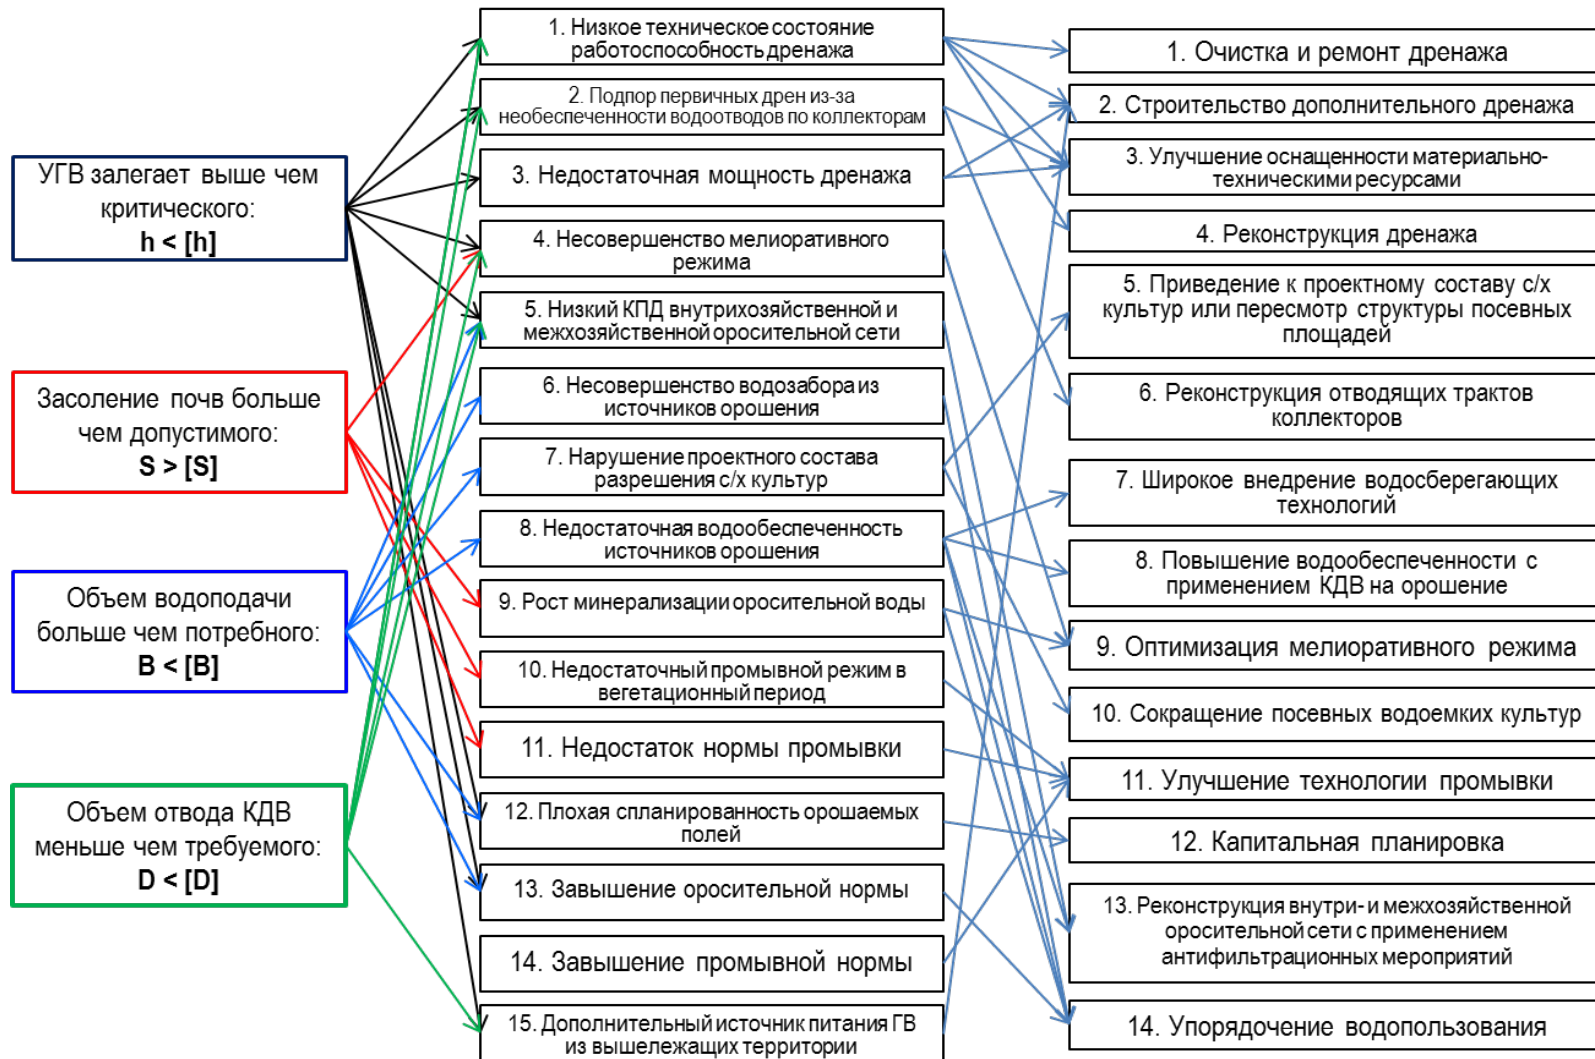 УГВ залегает выше чем
критического:
h < [h]
Засоление почв больше
чем допустимого:
S > [S]
Объем водоподачи
больше чем потребного:
B < [B]
Объем отвода КДВ
меньше чем требуемого:
D < [D]
1. Низкое техническое состояние
работоспособность дренажа
2. Подпор первичных дрен из-за
необеспеченности водоотводов по коллекторам
3. Недостаточная мощность дренажа
4. Несовершенство мелиоративного
режима
5. Низкий КПД внутрихозяйственной и
межхозяйственной оросительной сети
6. Несовершенство водозабора из
источников орошения
7. Нарушение проектного состава
разрешения с/х культур
8. Недостаточная водообеспеченность
источников орошения
9. Рост минерализации оросительной воды
10. Недостаточный промывной режим в
вегетационный период
11. Недостаток нормы промывки
12. Плохая спланированность орошаемых
полей
13. Завышение оросительной нормы
14. Завышение промывной нормы
15. Дополнительный источник питания ГВ
из вышележащих территории
1. Очистка и ремонт дренажа
2. Строительство дополнительного дренажа
3. Улучшение оснащенности материально-
техническими ресурсами
4. Реконструкция дренажа
5. Приведение к проектному составу с/х
культур или пересмотр структуры посевных
площадей
6. Реконструкция отводящих трактов
коллекторов
7. Широкое внедрение водосберегающих
технологий
8. Повышение водообеспеченности с
применением КДВ на орошение
9. Оптимизация мелиоративного режима
10. Сокращение посевных водоемких культур
11. Улучшение технологии промывки
12. Капитальная планировка
13. Реконструкция внутри- и межхозяйственной
оросительной сети с применением
антифильтрационных мероприятий
14. Упорядочение водопользования